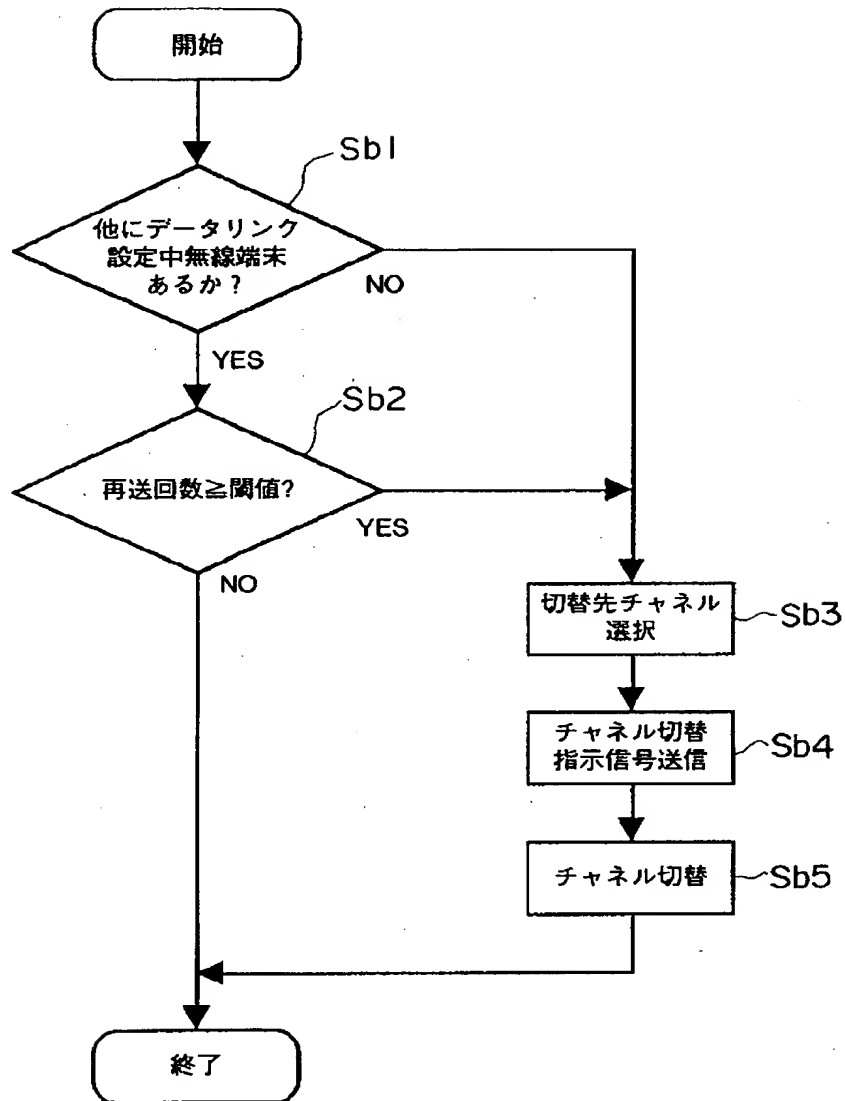 開始
Sb1
他にデータリンク
設定中無線端末
あるか?
NO
YES
Sb2
再送回数≧閾値?
YES
NO
切替先チャネル
選択
Sb3
チャネル切替
指示信号送信
Sb4
チャネル切替
Sb5
終了